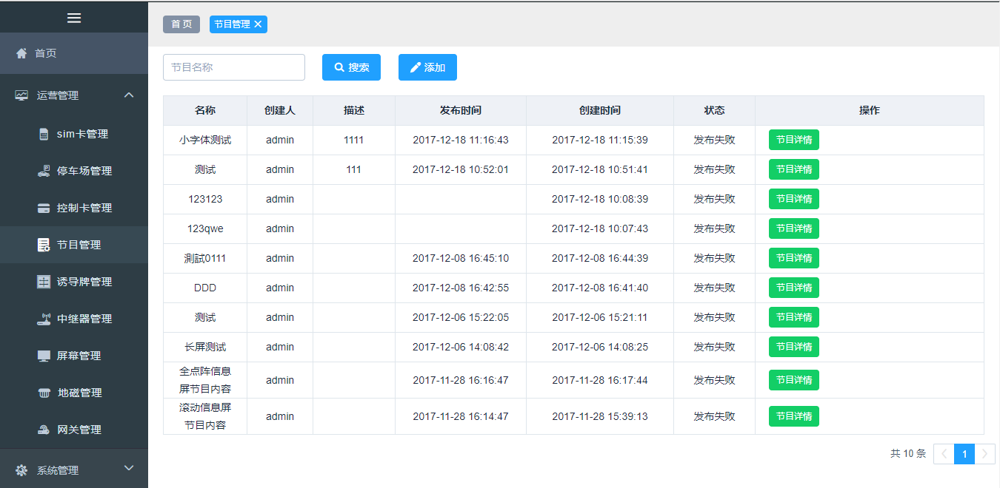 首页 节目管理
首页
节目名称 搜索 添加
运营管理
sim卡管理
停车场管理
控制卡管理
节目管理
诱导牌管理
中继器管理
屏幕管理
地磁管理
网关管理
系统管理
名称 创建人 描述 发布时间 创建时间 状态 操作
小字体测试 admin 1111 2017-12-18 11:16:43 2017-12-18 11:15:39 发布失败 节目详情
测试 admin 111 2017-12-18 10:52:01 2017-12-18 10:51:41 发布失败 节目详情
123123 admin 2017-12-18 10:08:39 发布失败 节目详情
123qwe admin 2017-12-18 10:07:43 发布失败 节目详情
測試0111 admin 2017-12-08 16:45:10 2017-12-08 16:44:39 发布失败 节目详情
DDD admin 2017-12-08 16:42:55 2017-12-08 16:41:40 发布失败 节目详情
测试 admin 2017-12-06 15:22:05 2017-12-06 15:21:11 发布失败 节目详情
长屏测试 admin 2017-12-06 14:08:42 2017-12-06 14:08:25 发布失败 节目详情
全点阵信息
屏节目内容 admin 2017-11-28 16:16:47 2017-11-28 16:17:44 发布失败 节目详情
滚动信息屏
节目内容 admin 2017-11-28 16:14:47 2017-11-28 15:39:13 发布失败 节目详情
共 10 条 1